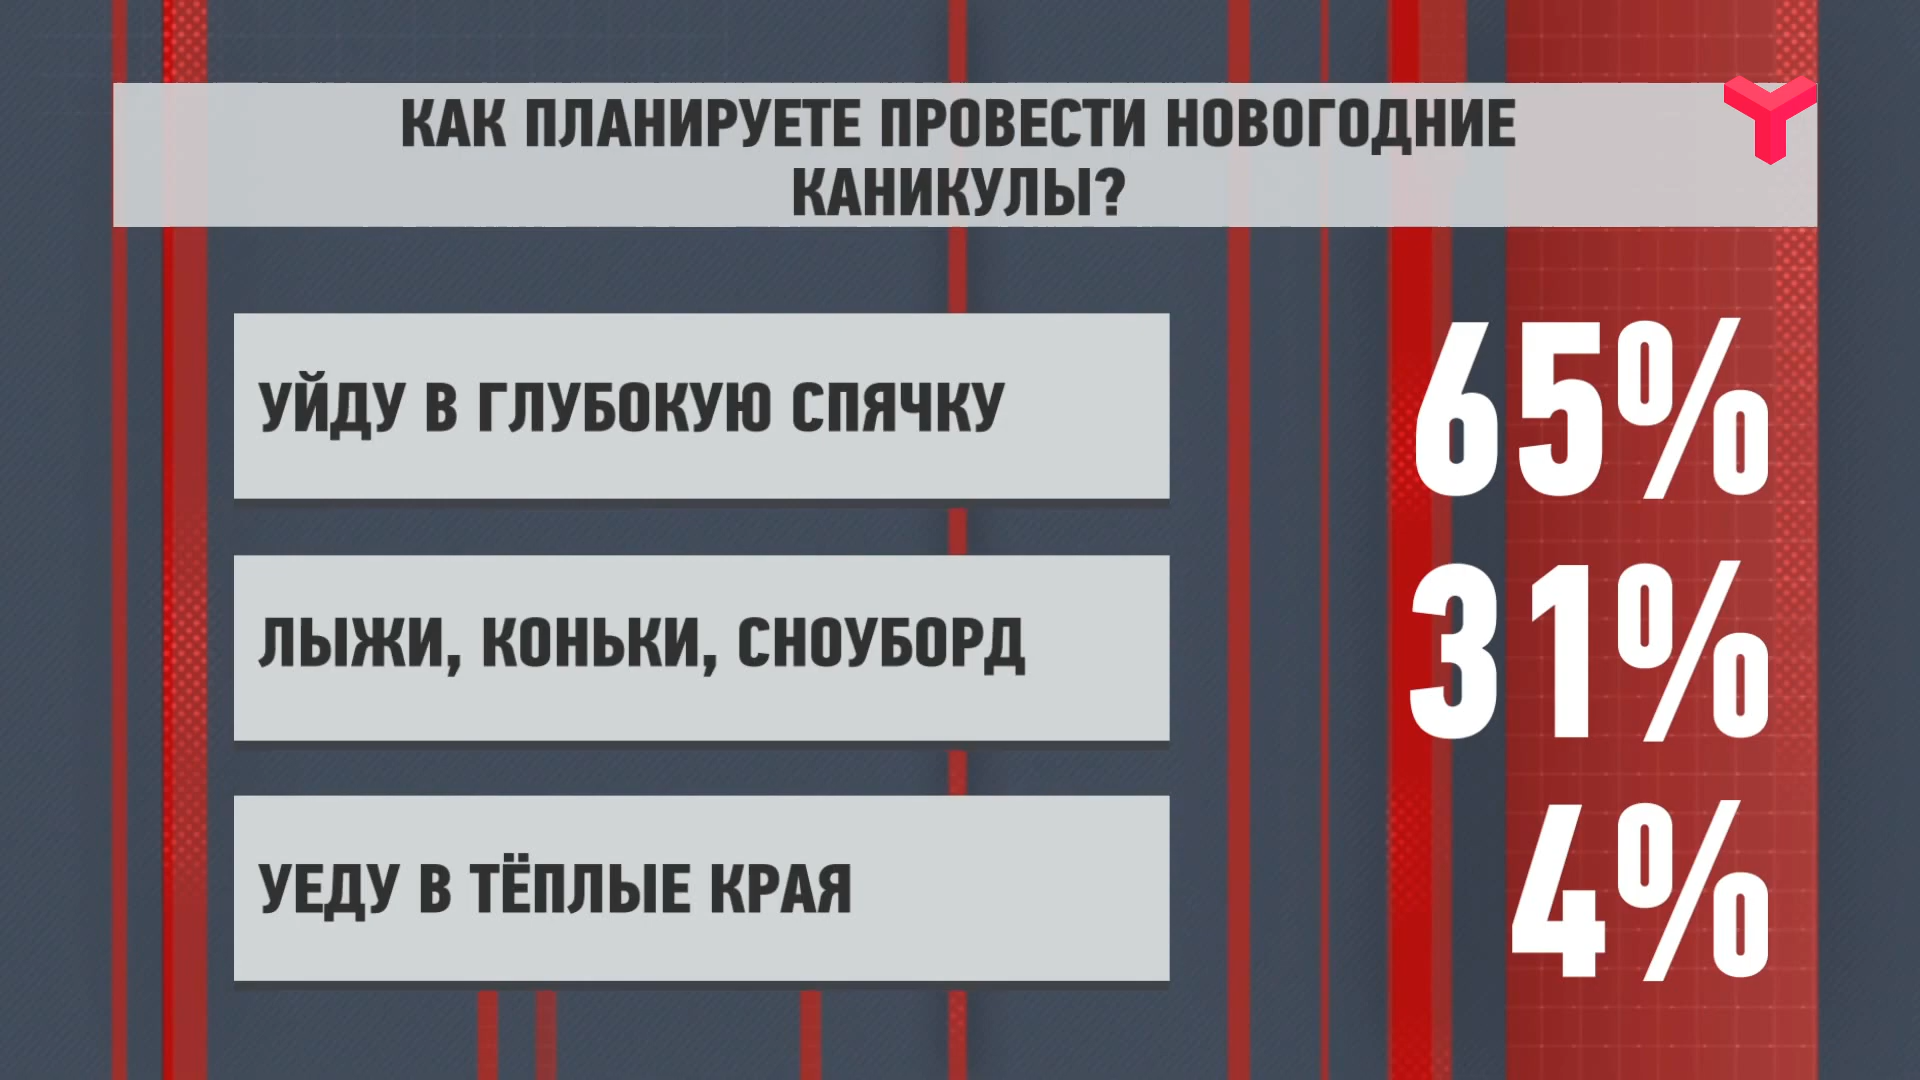 КАК ПЛАНИРУЕТЕ ПРОВЕСТИ НОВОГОДНИЕ
КАНИКУЛЫ?
УЙДУ В ГЛУБОКУЮ СПЯЧКУ
65%
ЛЫЖИ, КОНЬКИ, СНОУБОРД
31%
УЕДУ В ТЁПЛЫЕ КРАЯ
4%